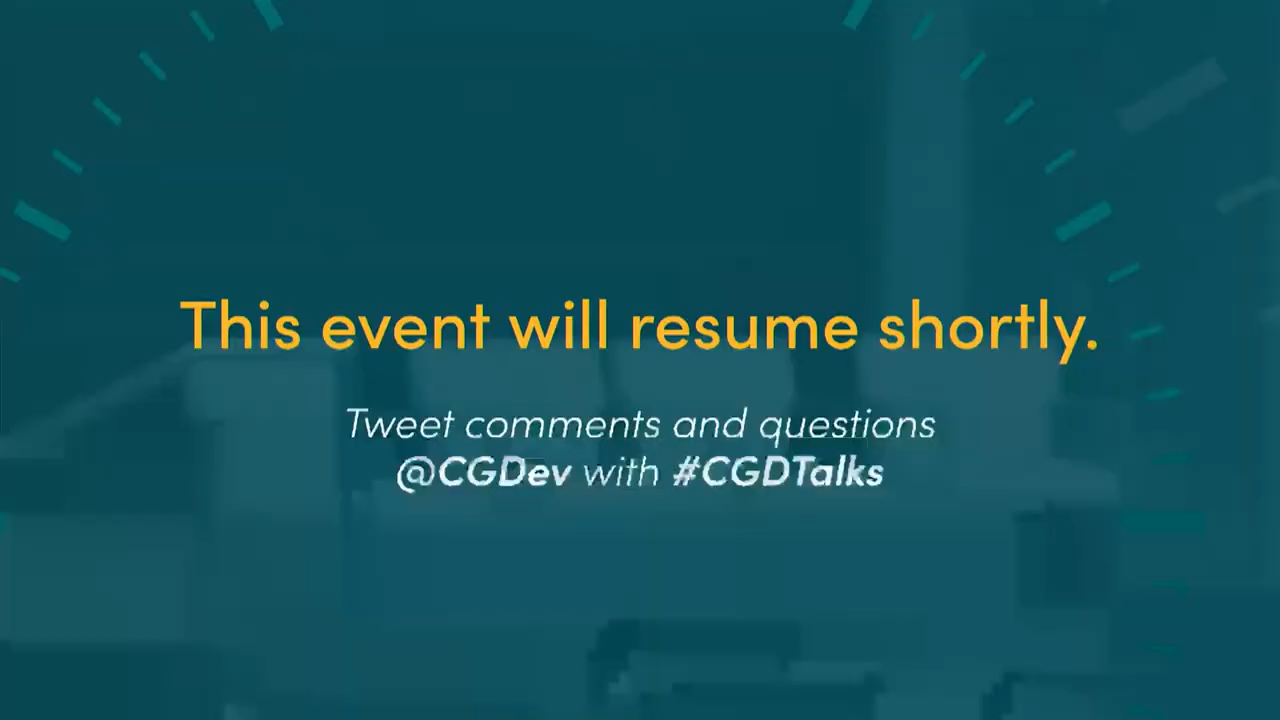 This event will resume shortly.
Tweet comments and questions
@CGDev with #CGDTalks